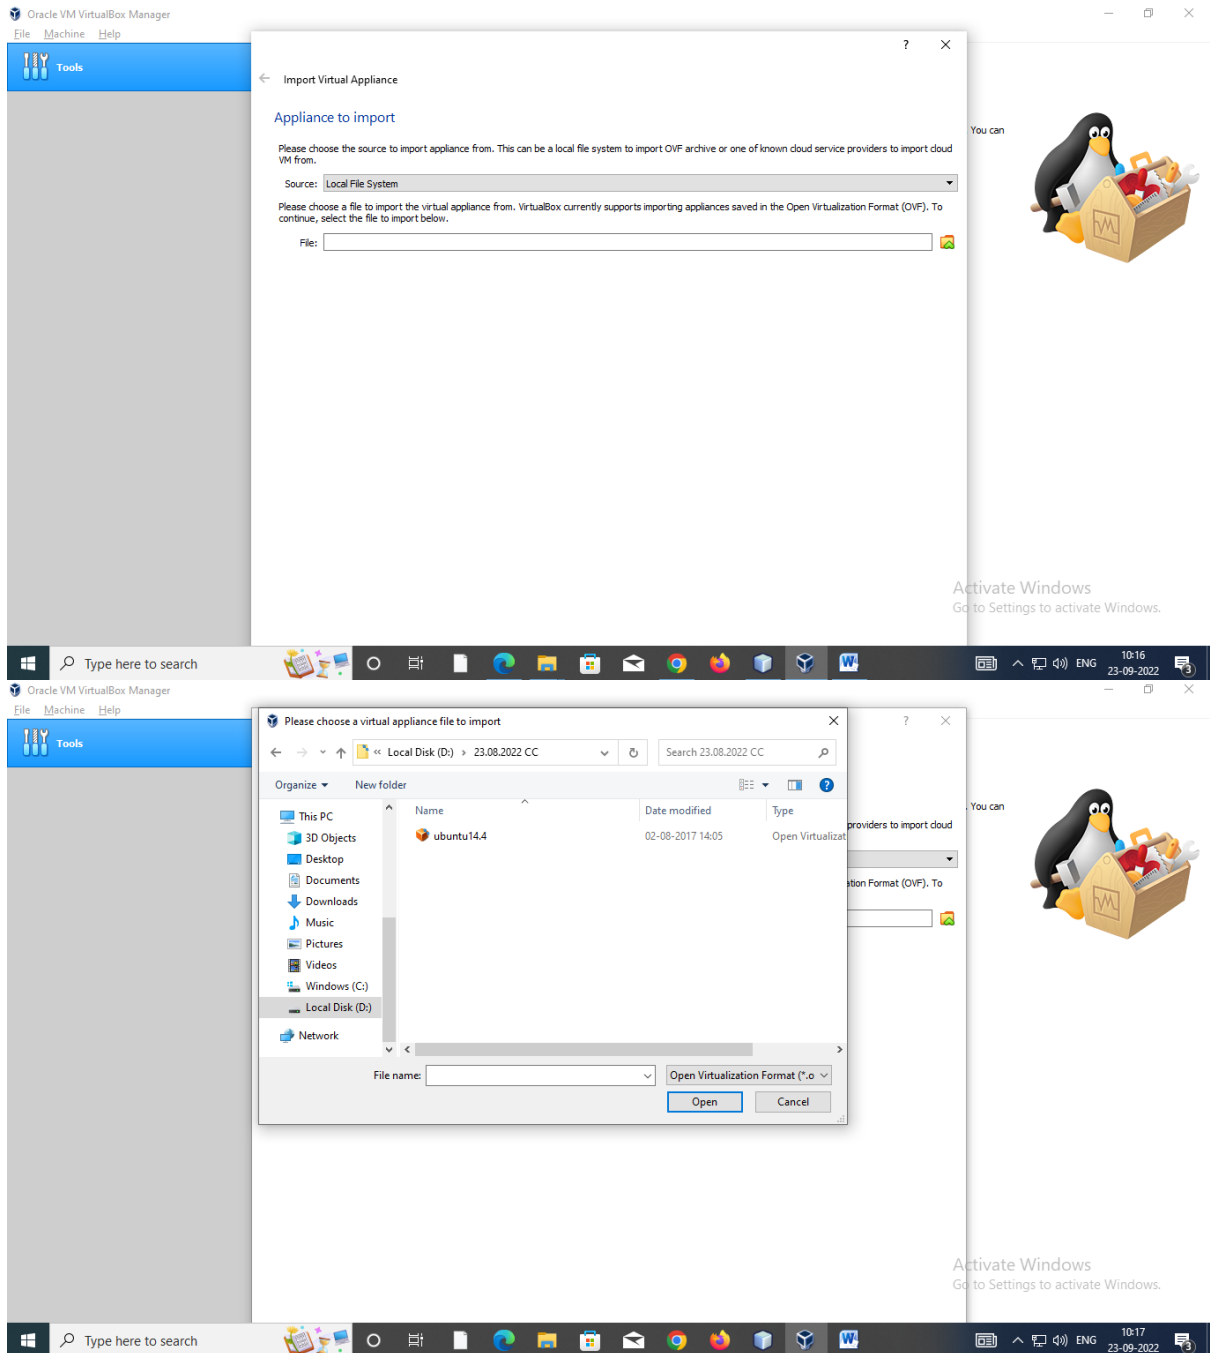 Oracle VM VirtualBox Manager
File Machine Help
Tools
?
Import Virtual Appliance
Appliance to import
Please choose the source to import appliance from. This can be a local file system to import OVF archive or one of known cloud service providers to import cloud
VM from.
Source: Local File System
Please choose a file to import the virtual appliance from. VirtualBox currently supports importing appliances saved in the Open Virtualization Format (OVF). To
continue, select the file to import below.
File:
You can
Activate Windows
Go to Settings to activate Windows.
Type here to search
ENG
10:16
23-09-2022
3
Oracle VM VirtualBox Manager
File Machine Help
Tools
Please choose a virtual appliance file to import
?
« Local Disk (D:) › 23.08.2022 CC
Search 23.08.2022 CC
Organize
New folder
?
Name
Date modified
Type
This PC
3D Objects
Desktop
Documents
Downloads
Music
Pictures
Videos
Windows (C:)
Local Disk (D:)
Network
ubuntu14.4
02-08-2017 14:05
Open Virtualizat
File name:
Open Virtualization Format (*.o
Open
Cancel
providers to import cloud
ation Format (OVF). To
You can
Activate Windows
Go to Settings to activate Windows.
Type here to search
ENG
10:17
23-09-2022
3